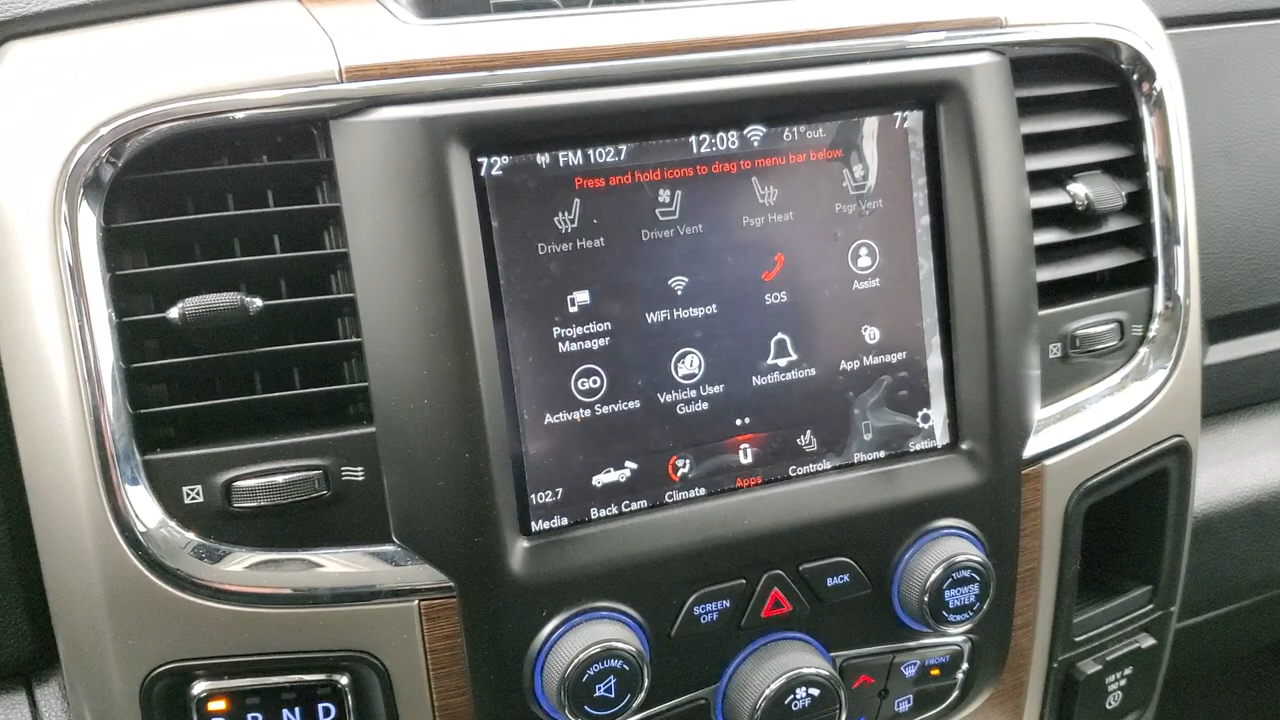 72° FM 102.7 12:08 61°out. 72
Press and hold icons to drag to menu bar below.
Driver Heat Driver Vent Psgr Heat Psgr Vent
Projection
Manager
WiFi Hotspot
SOS
Assist
GO
Activate Services
Vehicle User
Guide
Notifications
App Manager
102.7
Media
Back Cam
Climate
Apps
Controls
Phone
Settings
SCREEN
OFF
BACK
TUNE
BROWSE
ENTER
SCROLL
VOLUME
OFF
FRONT
R N D
115 V AC